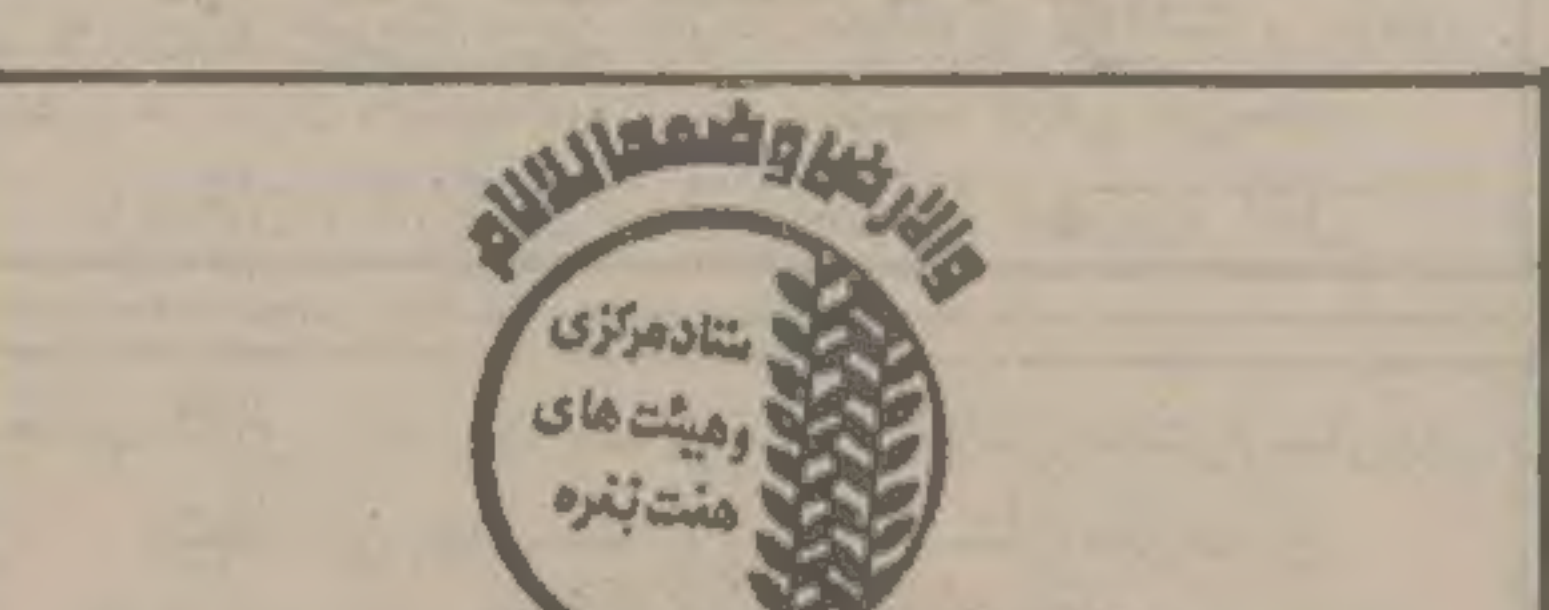 والارض وضعها للانام
ستاد مرکزی
وهیئت های
هفت نفره